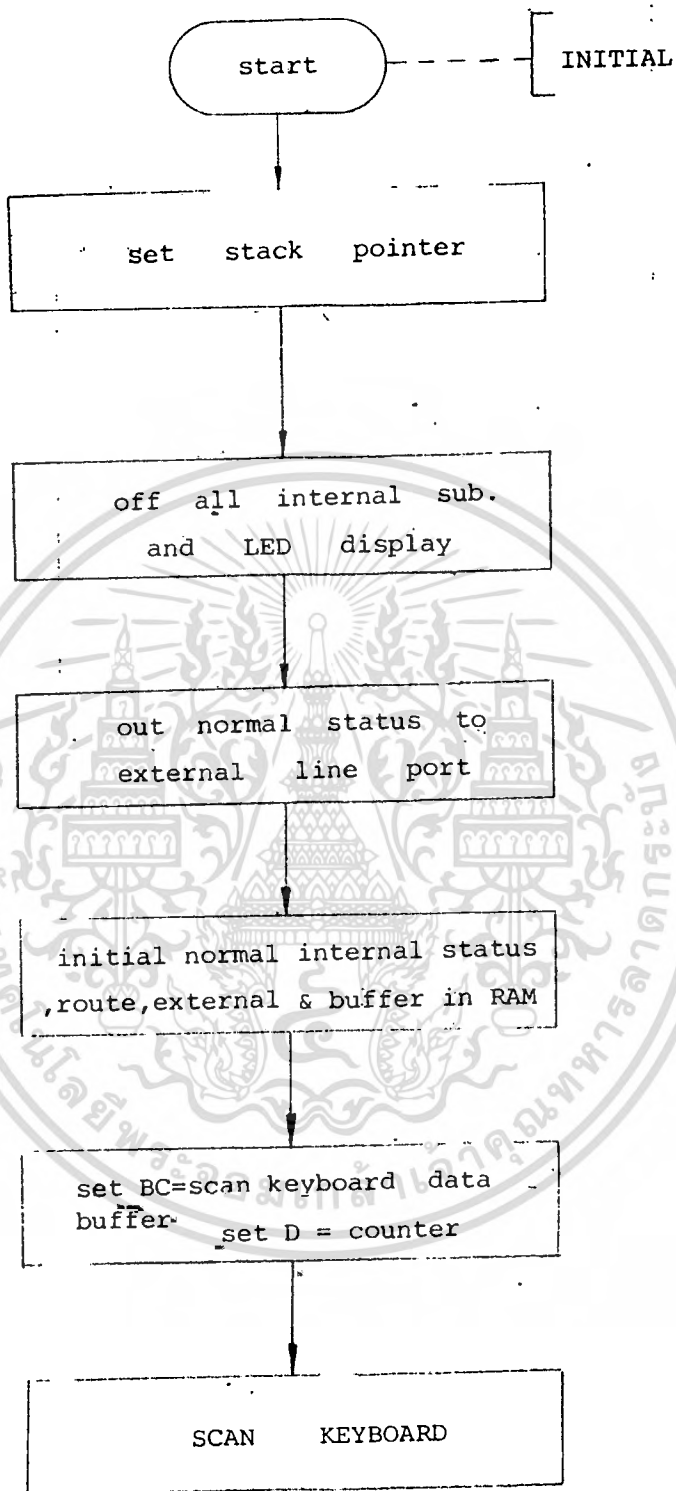 start
INITIAL
set stack pointer
off all internal sub.
and LED display
out normal status to
external line port
initial normal internal status
,route,external & buffer in RAM
set BC=scan keyboard data
buffer
set D = counter
SCAN KEYBOARD